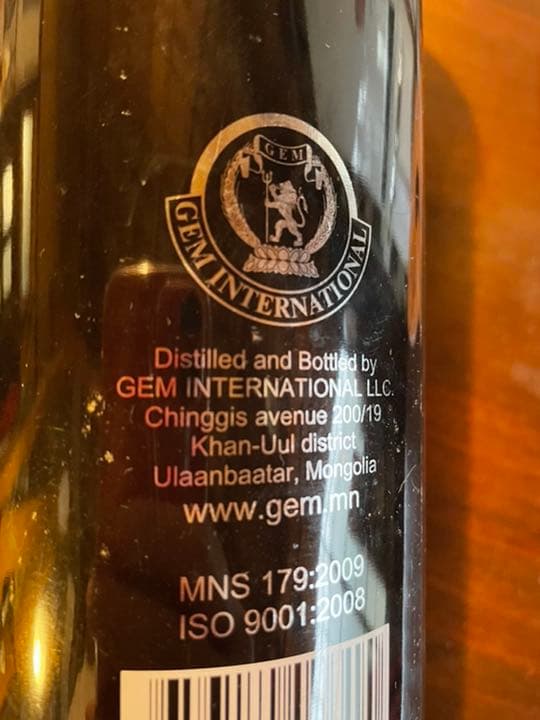 GEM
GEM INTERNATIONAL
Distilled and Bottled by
GEM INTERNATIONAL LLC.
Chinggis avenue 200/19
Khan-Uul district
Ulaanbaatar, Mongolia
www.gem.mn
MNS 179:2009
ISO 9001:2008